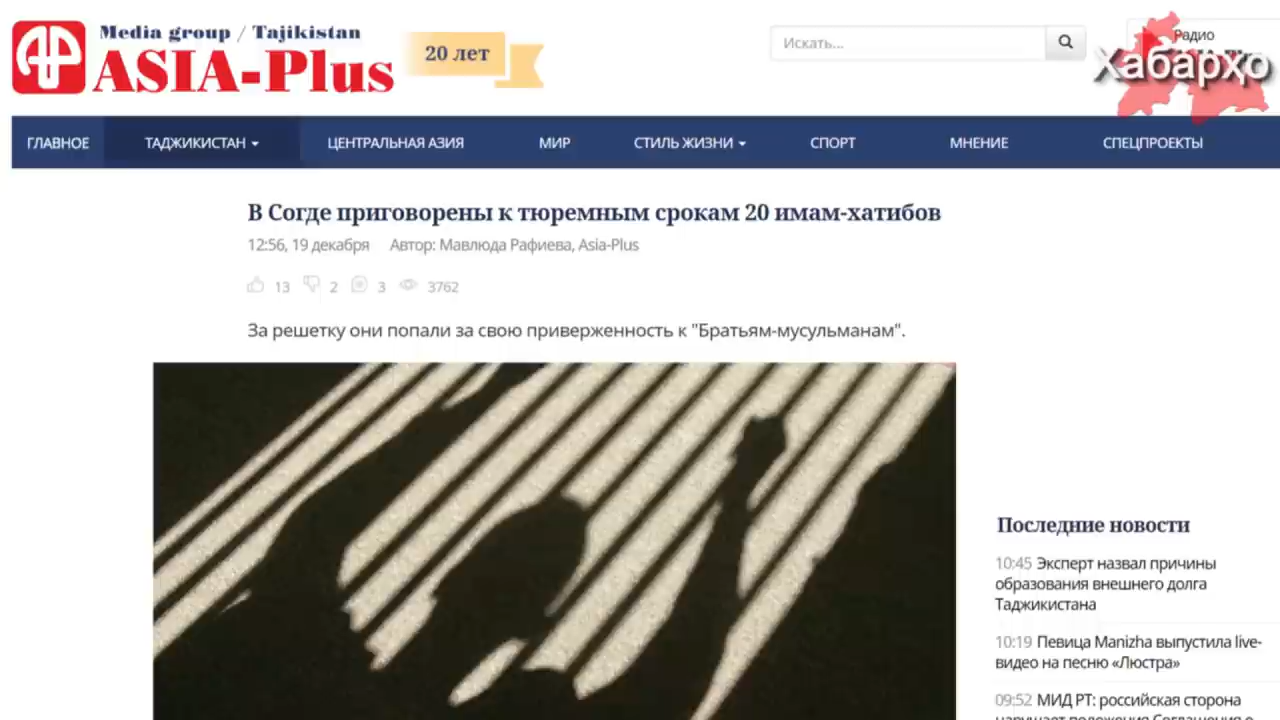 Media group / Tajikistan
ASIA-Plus
20 лет
Искать...
Радио
Хабарҳо
ГЛАВНОЕ ТАДЖИКИСТАН ЦЕНТРАЛЬНАЯ АЗИЯ МИР СТИЛЬ ЖИЗНИ СПОРТ МНЕНИЕ СПЕЦПРОЕКТЫ
В Согде приговорены к тюремным срокам 20 имам-хатибов
12:56, 19 декабря Автор: Мавлюда Рафиева, Asia-Plus
13 2 3 3762
За решетку они попали за свою приверженность к "Братьям-мусульманам".
Последние новости
10:45 Эксперт назвал причины
образования внешнего долга
Таджикистана
10:19 Певица Manizha выпустила live-
видео на песню «Люстра»
09:52 МИД РТ: российская сторона
нарушает положения Соглашения о